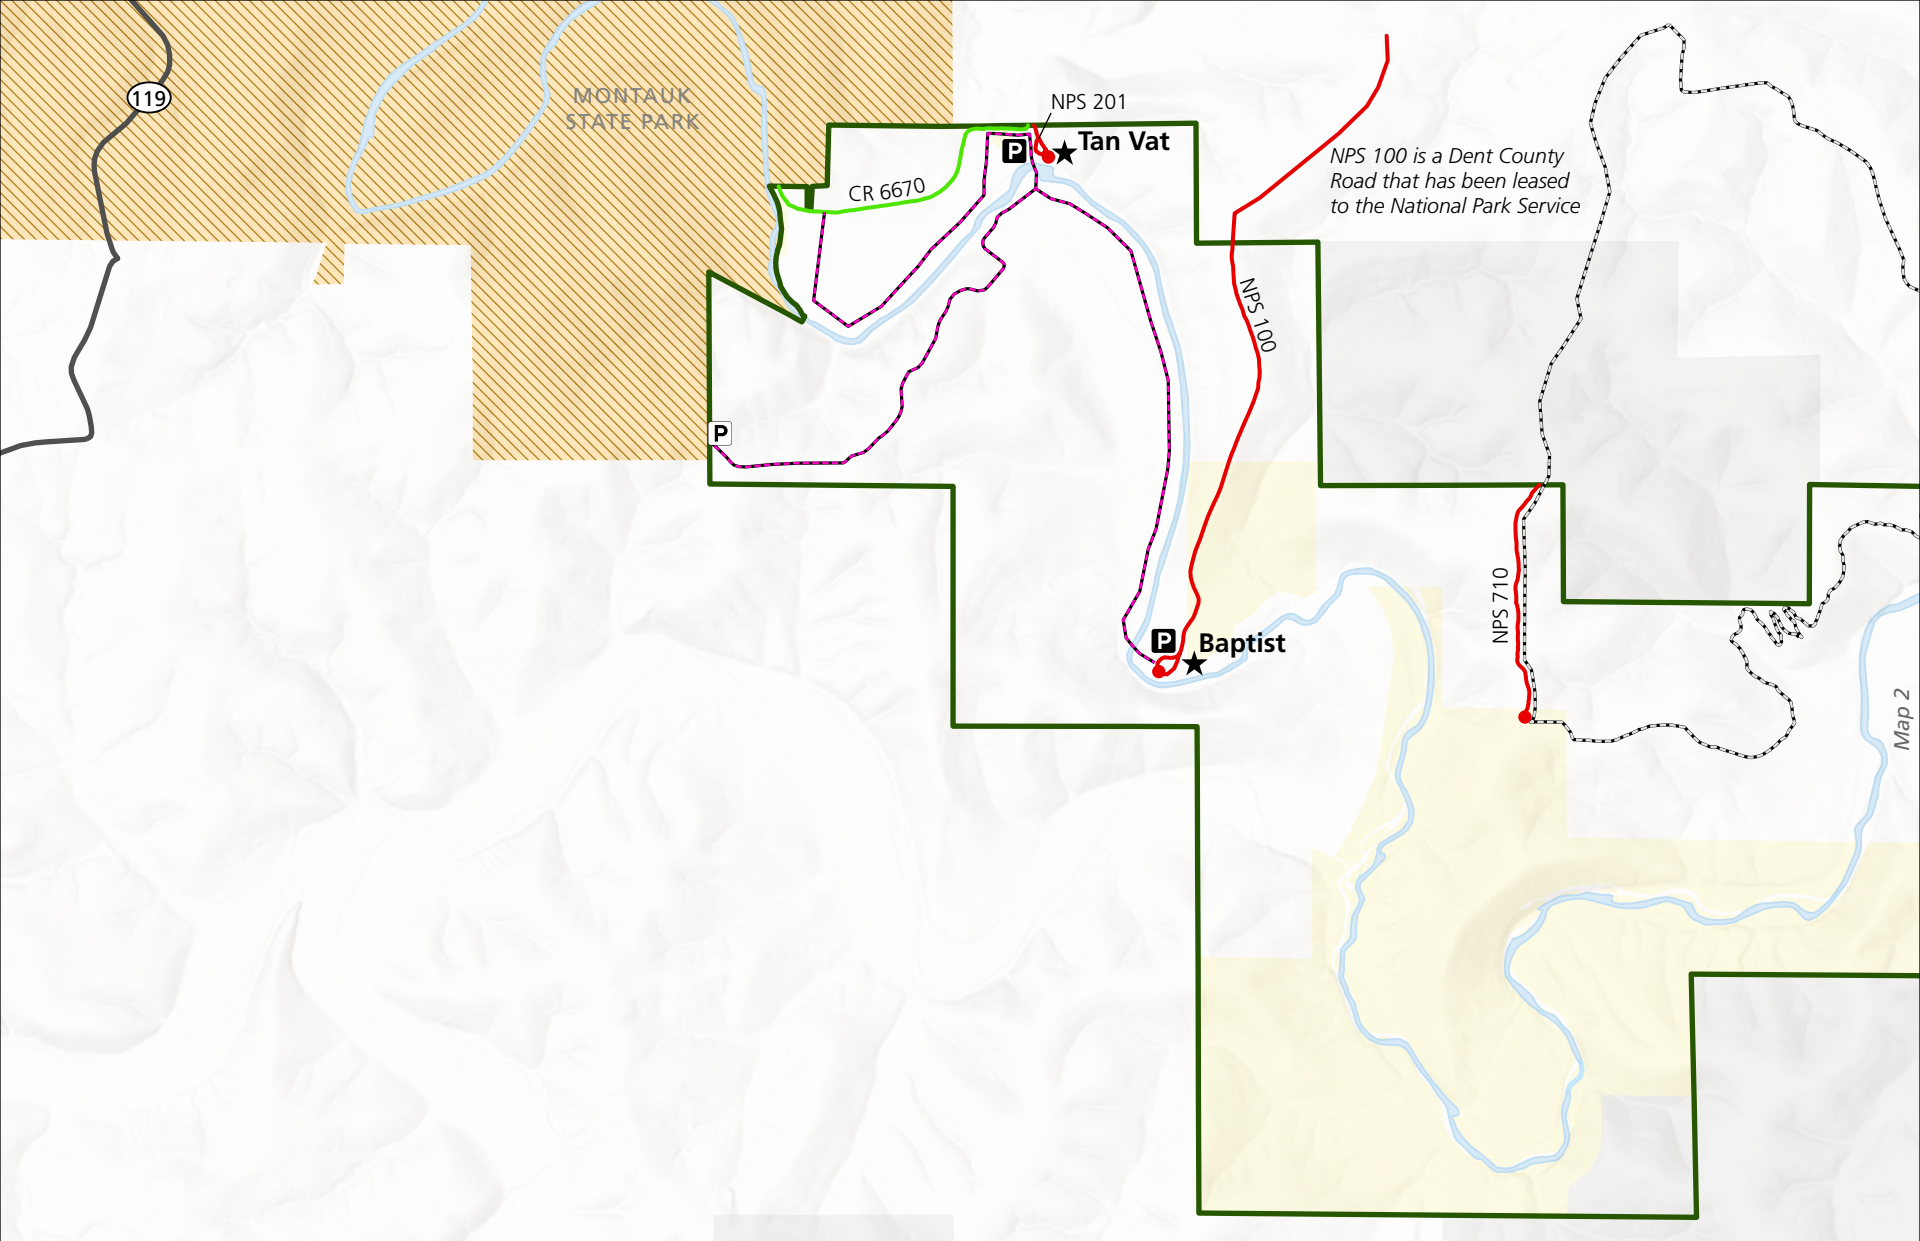 119
MONTAUK
STATE PARK
NPS 201
P
Tan Vat
CR 6670
NPS 100 is a Dent County
Road that has been leased
to the National Park Service
NPS 100
P
NPS 710
P
Baptist
Map 2